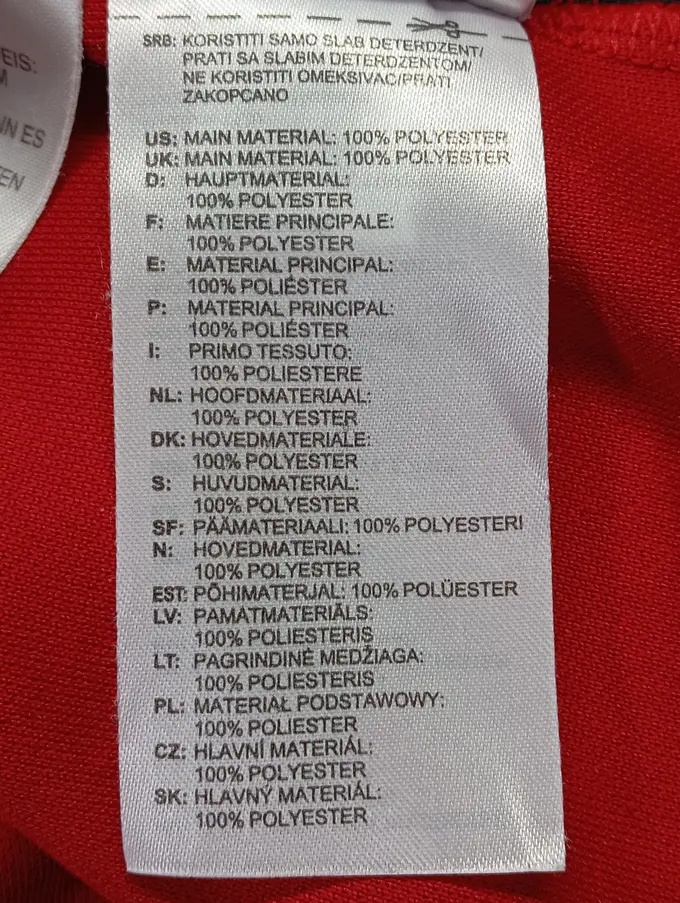 EIS:
M
IN ES
EN
SRB: KORISTITI SAMO SLAB DETERDZENT/
PRATI SA SLABIM DETERDZENTOM/
NE KORISTITI OMEKSIVAC/PRATI
ZAKOPCANO
US: MAIN MATERIAL: 100% POLYESTER
UK: MAIN MATERIAL: 100% POLYESTER
D: HAUPTMATERIAL:
100% POLYESTER
F: MATIERE PRINCIPALE:
100% POLYESTER
E: MATERIAL PRINCIPAL:
100% POLIÉSTER
P: MATERIAL PRINCIPAL:
100% POLIÉSTER
I: PRIMO TESSUTO:
100% POLIESTERE
NL: HOOFDMATERIAAL:
100% POLYESTER
DK: HOVEDMATERIALE:
100% POLYESTER
S: HUVUDMATERIAL:
100% POLYESTER
SF: PÄÄMATERIAALI: 100% POLYESTERI
N: HOVEDMATERIAL:
100% POLYESTER
EST: PÕHIMATERJAL: 100% POLÜESTER
LV: PAMATMATERIĀLS:
100% POLIESTERIS
LT: PAGRINDINĖ MEDŽIAGA:
100% POLIESTERIS
PL: MATERIAŁ PODSTAWOWY:
100% POLIESTER
CZ: HLAVNÍ MATERIÁL:
100% POLYESTER
SK: HLAVNÝ MATERIÁL:
100% POLYESTER